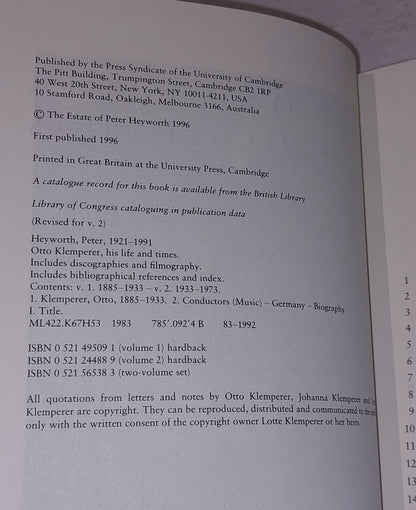 Published by the Press Syndicate of the University of Cambridge
The Pitt Building, Trumpington Street, Cambridge CB2 1RP
40 West 20th Street, New York, NY 10011-4211, USA
10 Stamford Road, Oakleigh, Melbourne 3166, Australia
© The Estate of Peter Heyworth 1996
First published 1996
Printed in Great Britain at the University Press, Cambridge
A catalogue record for this book is available from the British Library
Library of Congress cataloguing in publication data
(Revised for v. 2)
Heyworth, Peter, 1921–1991
Otto Klemperer, his life and times.
Includes discographies and filmography.
Includes bibliographical references and index.
Contents: v. 1. 1885–1933 – v. 2. 1933–1973.
1. Klemperer, Otto, 1885–1933. 2. Conductors (Music) – Germany – Biography.
I. Title.
ML422.K67H53 1983 785'.092'4 B 83–1992
ISBN 0 521 49509 1 (volume 1) hardback
ISBN 0 521 24488 9 (volume 2) hardback
ISBN 0 521 56538 3 (two-volume set)
All quotations from letters and notes by Otto Klemperer, Johanna Klemperer and
Klemperer are copyright. They can be reproduced, distributed and communicated to the
only with the written consent of the copyright owner Lotte Klemperer or her heirs.
1
2
3
4
5
6
7
8
9
10
11
12
13
14